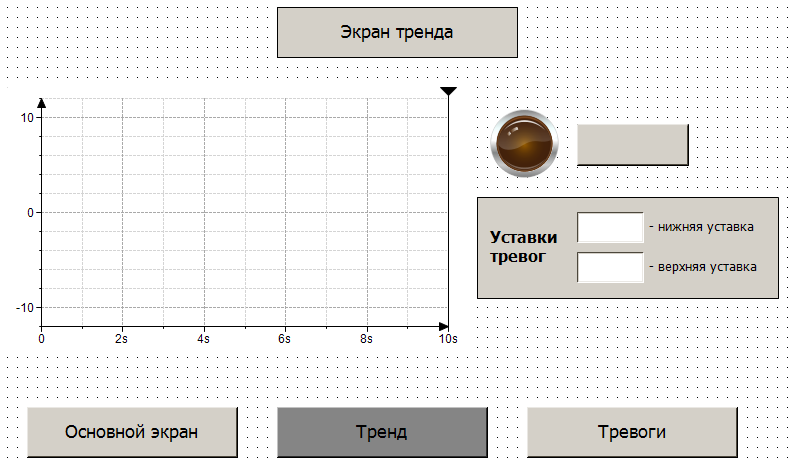 Экран тренда
10
0
-10
0
2s
4s
6s
8s
10s
Уставки
тревог
- нижняя уставка
- верхняя уставка
Основной экран
Тренд
Тревоги